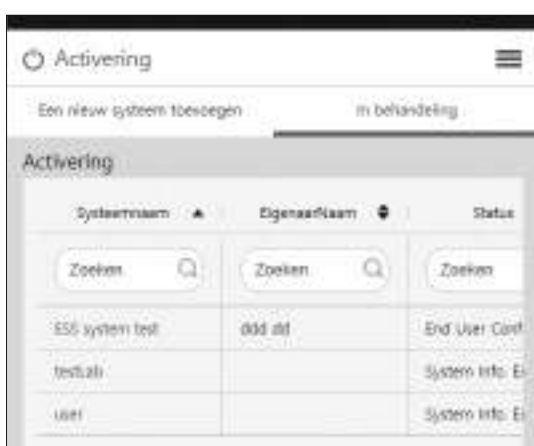 Activering
Een nieuw systeem toevoegen
In behandeling
Activering
Systeemnaam EigenaarNaam Status
Zoeken Zoeken Zoeken
ESS system test ddd dd End User Conf
testLab System Info. E
user System Info. E